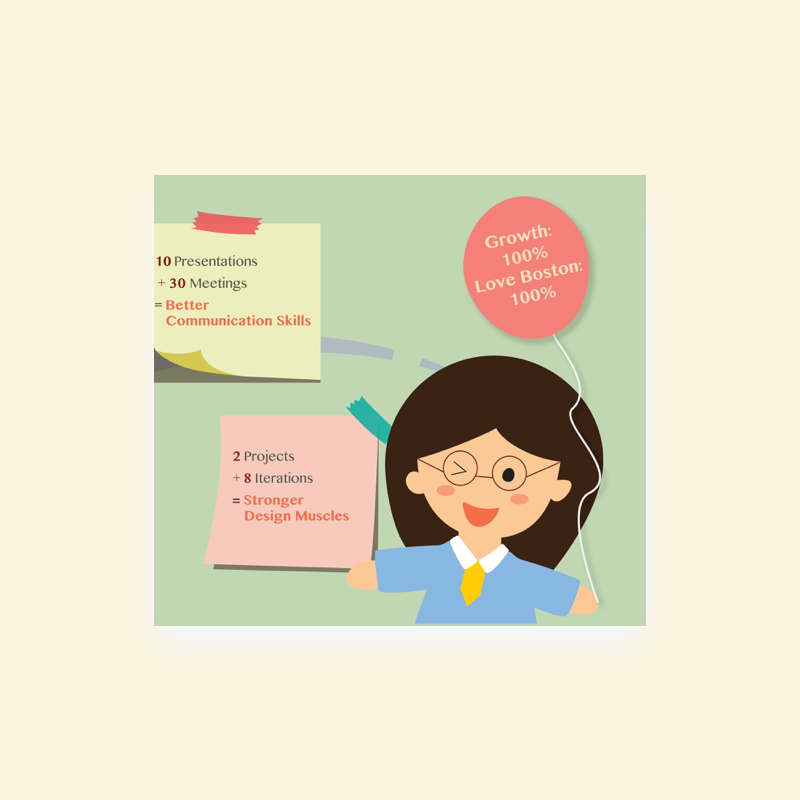 10 Presentations
+ 30 Meetings
= Better
Communication Skills
Growth:
100%
Love Boston:
100%
2 Projects
+ 8 Iterations
= Stronger
Design Muscles